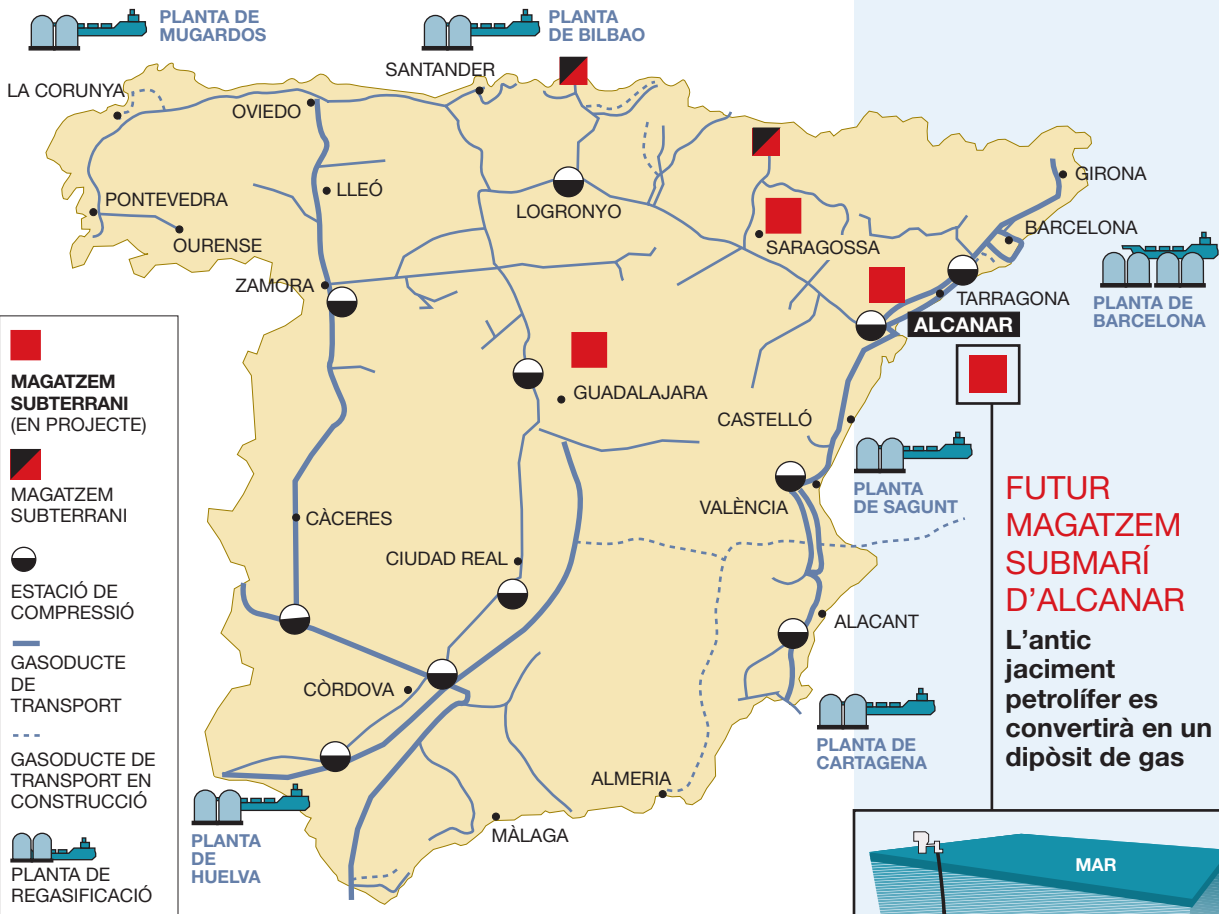 PLANTA DE
MUGARDOS
PLANTA
DE BILBAO
SANTANDER
LA CORUNYA
OVIEDO
GIRONA
LLEÓ
PONTEVEDRA
LOGRONYO
BARCELONA
OURENSE
SARAGOSSA
ZAMORA
TARRAGONA
PLANTA DE
BARCELONA
ALCANAR
MAGATZEM
SUBTERRANI
(EN PROJECTE)
GUADALAJARA
CASTELLÓ
MAGATZEM
SUBTERRANI
PLANTA
DE SAGUNT
VALÈNCIA
FUTUR
MAGATZEM
SUBMARÍ
D'ALCANAR
CÀCERES
CIUDAD REAL
ESTACIÓ DE
COMPRESSIÓ
ALACANT
L'antic
jaciment
petrolífer es
convertirà en un
dipòsit de gas
GASODUCTE
DE
TRANSPORT
CÒRDOVA
PLANTA DE
CARTAGENA
GASODUCTE DE
TRANSPORT EN
CONSTRUCCIÓ
ALMERIA
MÀLAGA
PLANTA
DE
HUELVA
PLANTA DE
REGASIFICACIÓ
MAR